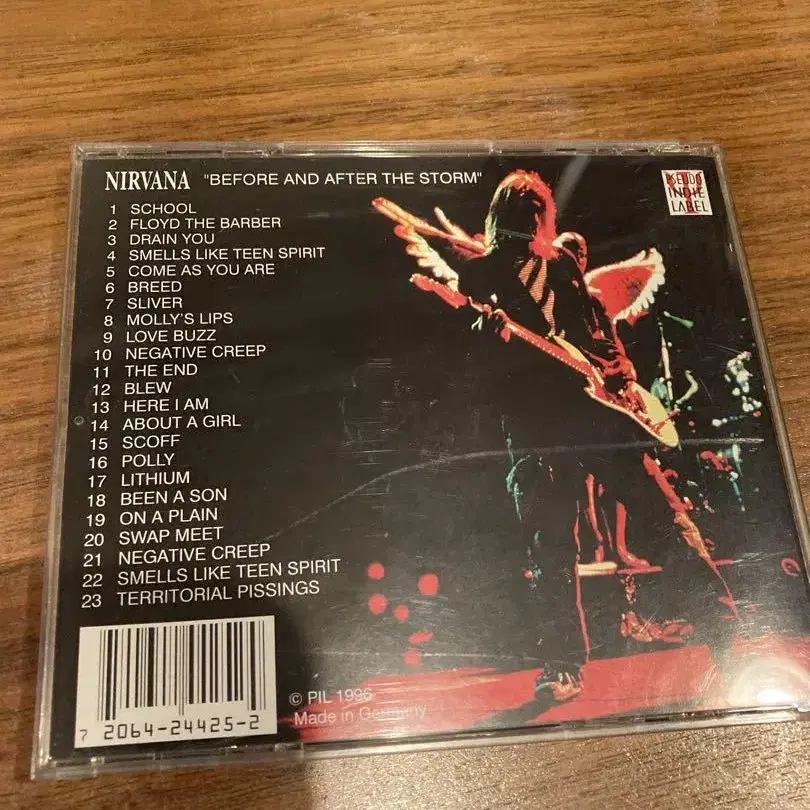 NIRVANA "BEFORE AND AFTER THE STORM"
PSEUDO
INDIE
LABEL
1 SCHOOL
2 FLOYD THE BARBER
3 DRAIN YOU
4 SMELLS LIKE TEEN SPIRIT
5 COME AS YOU ARE
6 BREED
7 SLIVER
8 MOLLY'S LIPS
9 LOVE BUZZ
10 NEGATIVE CREEP
11 THE END
12 BLEW
13 HERE I AM
14 ABOUT A GIRL
15 SCOFF
16 POLLY
17 LITHIUM
18 BEEN A SON
19 ON A PLAIN
20 SWAP MEET
21 NEGATIVE CREEP
22 SMELLS LIKE TEEN SPIRIT
23 TERRITORIAL PISSINGS
© PIL 1996
Made in Germany
7 2064-24425-2